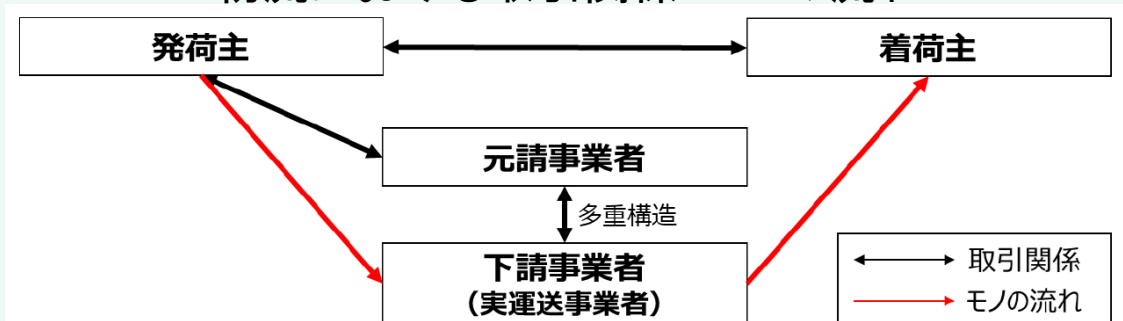 発荷主
着荷主
元請事業者
多重構造
下請事業者
（実運送事業者）
取引関係
モノの流れ